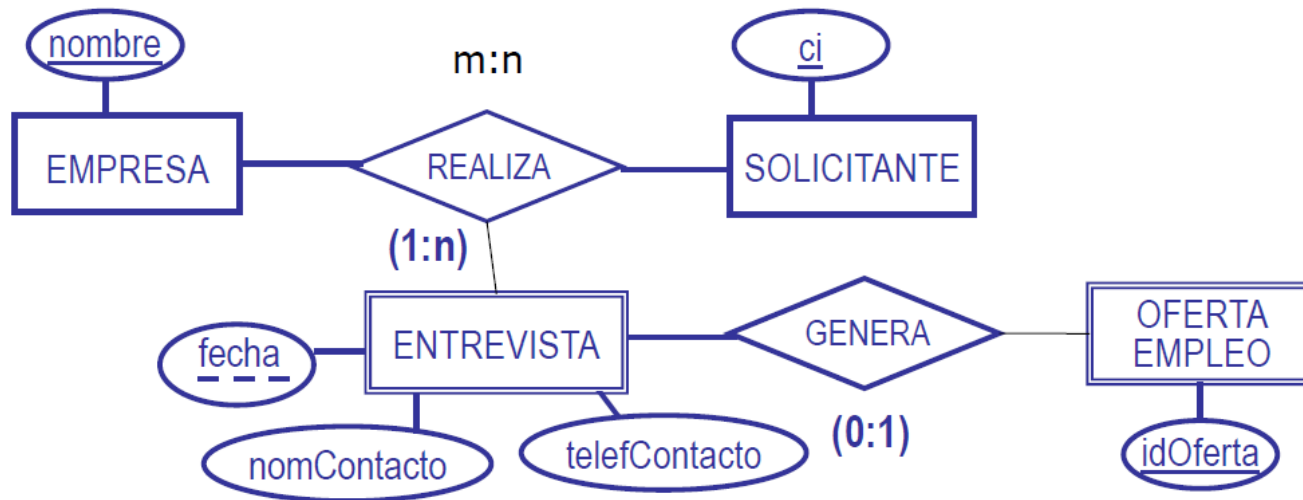 nombre
m:n
ci
EMPRESA
REALIZA
SOLICITANTE
(1:n)
fecha
ENTREVISTA
GENERA
OFERTA
EMPLEO
nomContacto
telefContacto
(0:1)
idOferta